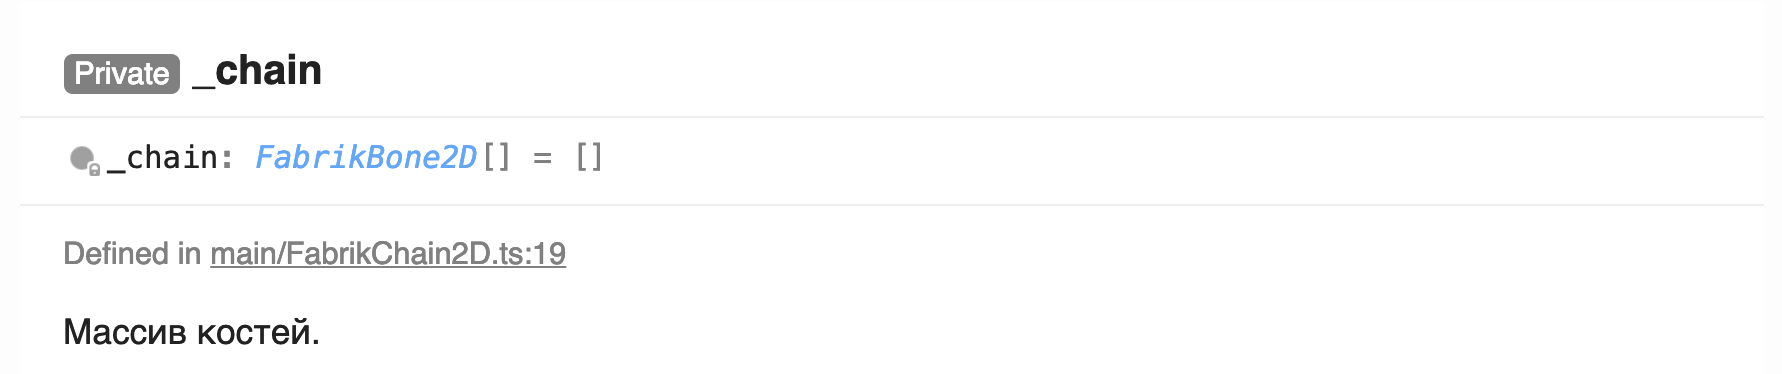 Private _chain
_chain: FabrikBone2D[] = []
Defined in main/FabrikChain2D.ts:19
Массив костей.